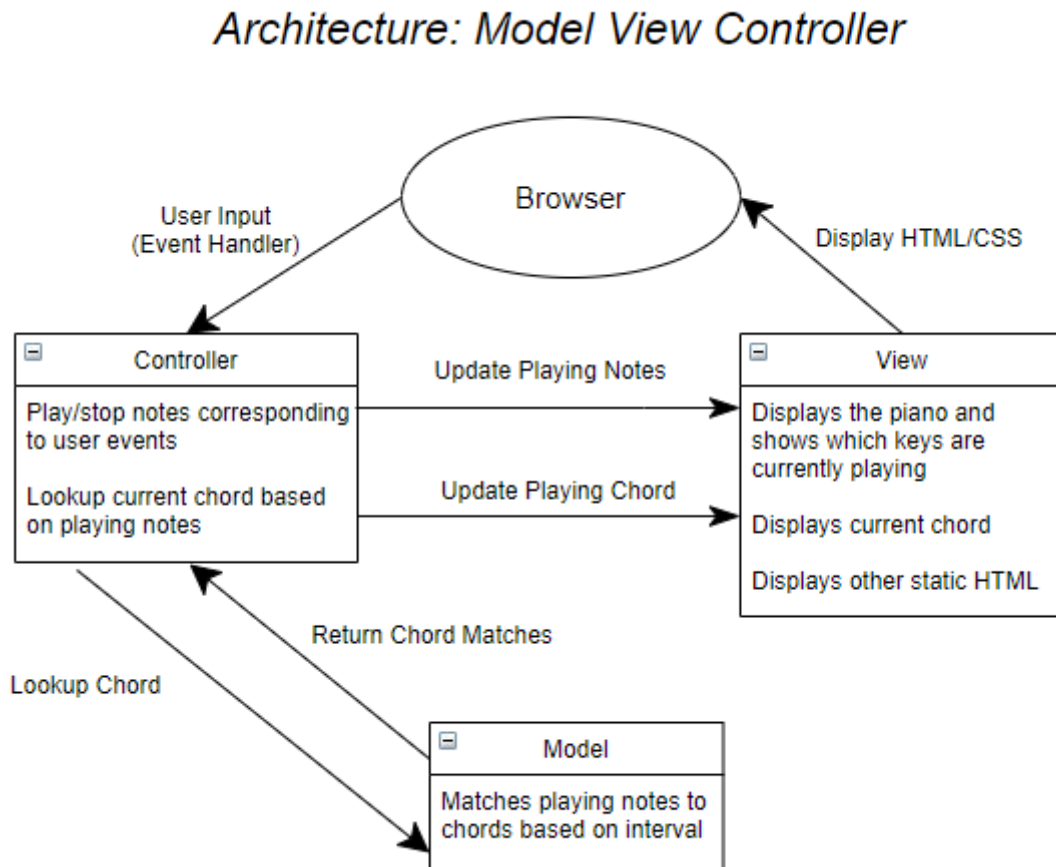 Architecture: Model View Controller
Browser
User Input
(Event Handler)
Display HTML/CSS
Controller
Play/stop notes corresponding
to user events
Lookup current chord based
on playing notes
Update Playing Notes
Update Playing Chord
View
Displays the piano and
shows which keys are
currently playing
Displays current chord
Displays other static HTML
Return Chord Matches
Lookup Chord
Model
Matches playing notes to
chords based on interval